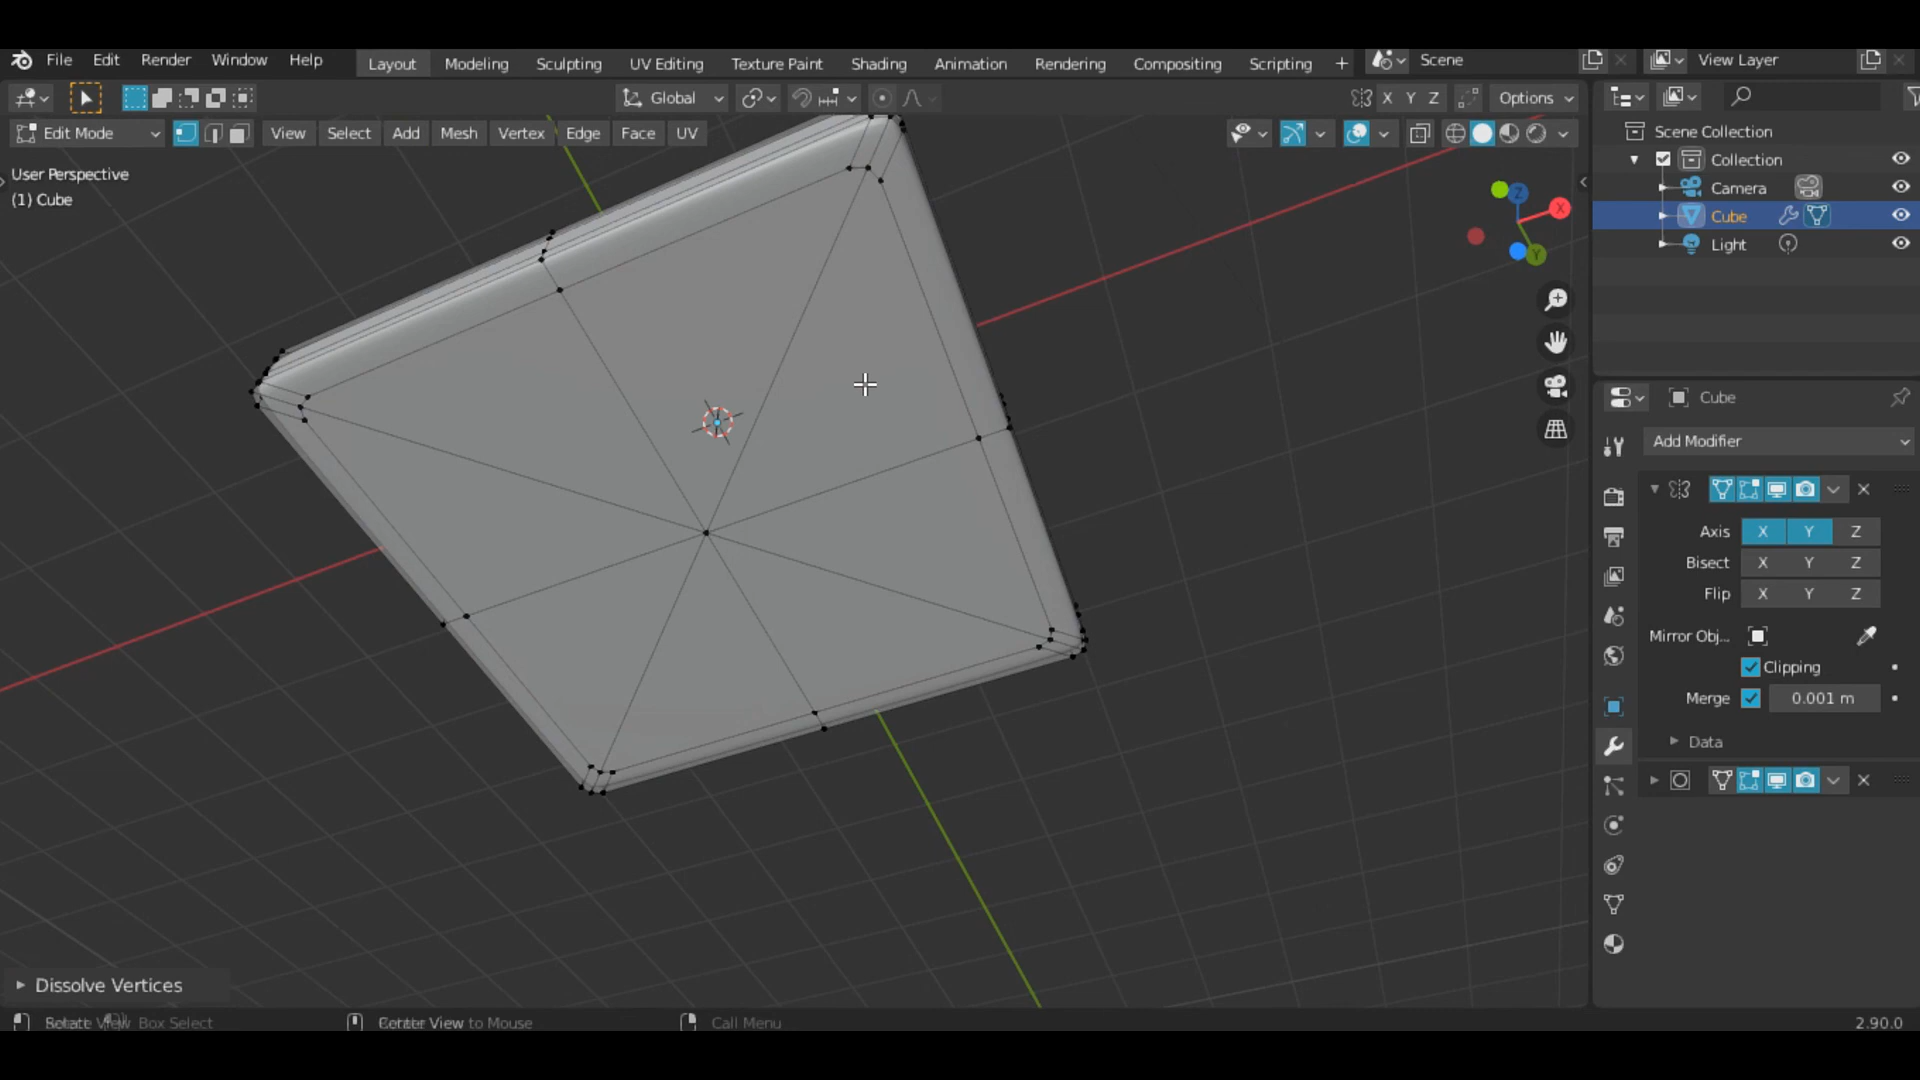 File Edit Render Window Help Layout Modeling Sculpting UV Editing Texture Paint Shading Animation Rendering Compositing Scripting + Scene View Layer
Global X Y Z Options
Edit Mode View Select Add Mesh Vertex Edge Face UV
User Perspective
(1) Cube
Z
X
Y
Scene Collection
Collection
Camera
Cube
Light
Cube
Add Modifier
Axis X Y Z
Bisect X Y Z
Flip X Y Z
Mirror Obj...
Clipping
Merge 0.001 m
Data
Dissolve Vertices
Box Select View to Mouse Call Menu 2.90.0